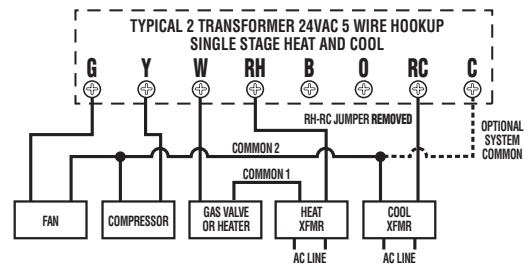 TYPICAL 2 TRANSFORMER 24VAC 5 WIRE HOOKUP
SINGLE STAGE HEAT AND COOL
G Y W RH B O RC C
RH-RC JUMPER REMOVED
OPTIONAL
SYSTEM
COMMON
COMMON 2
COMMON 1
FAN
COMPRESSOR
GAS VALVE
OR HEATER
HEAT
XFMR
COOL
XFMR
AC LINE
AC LINE